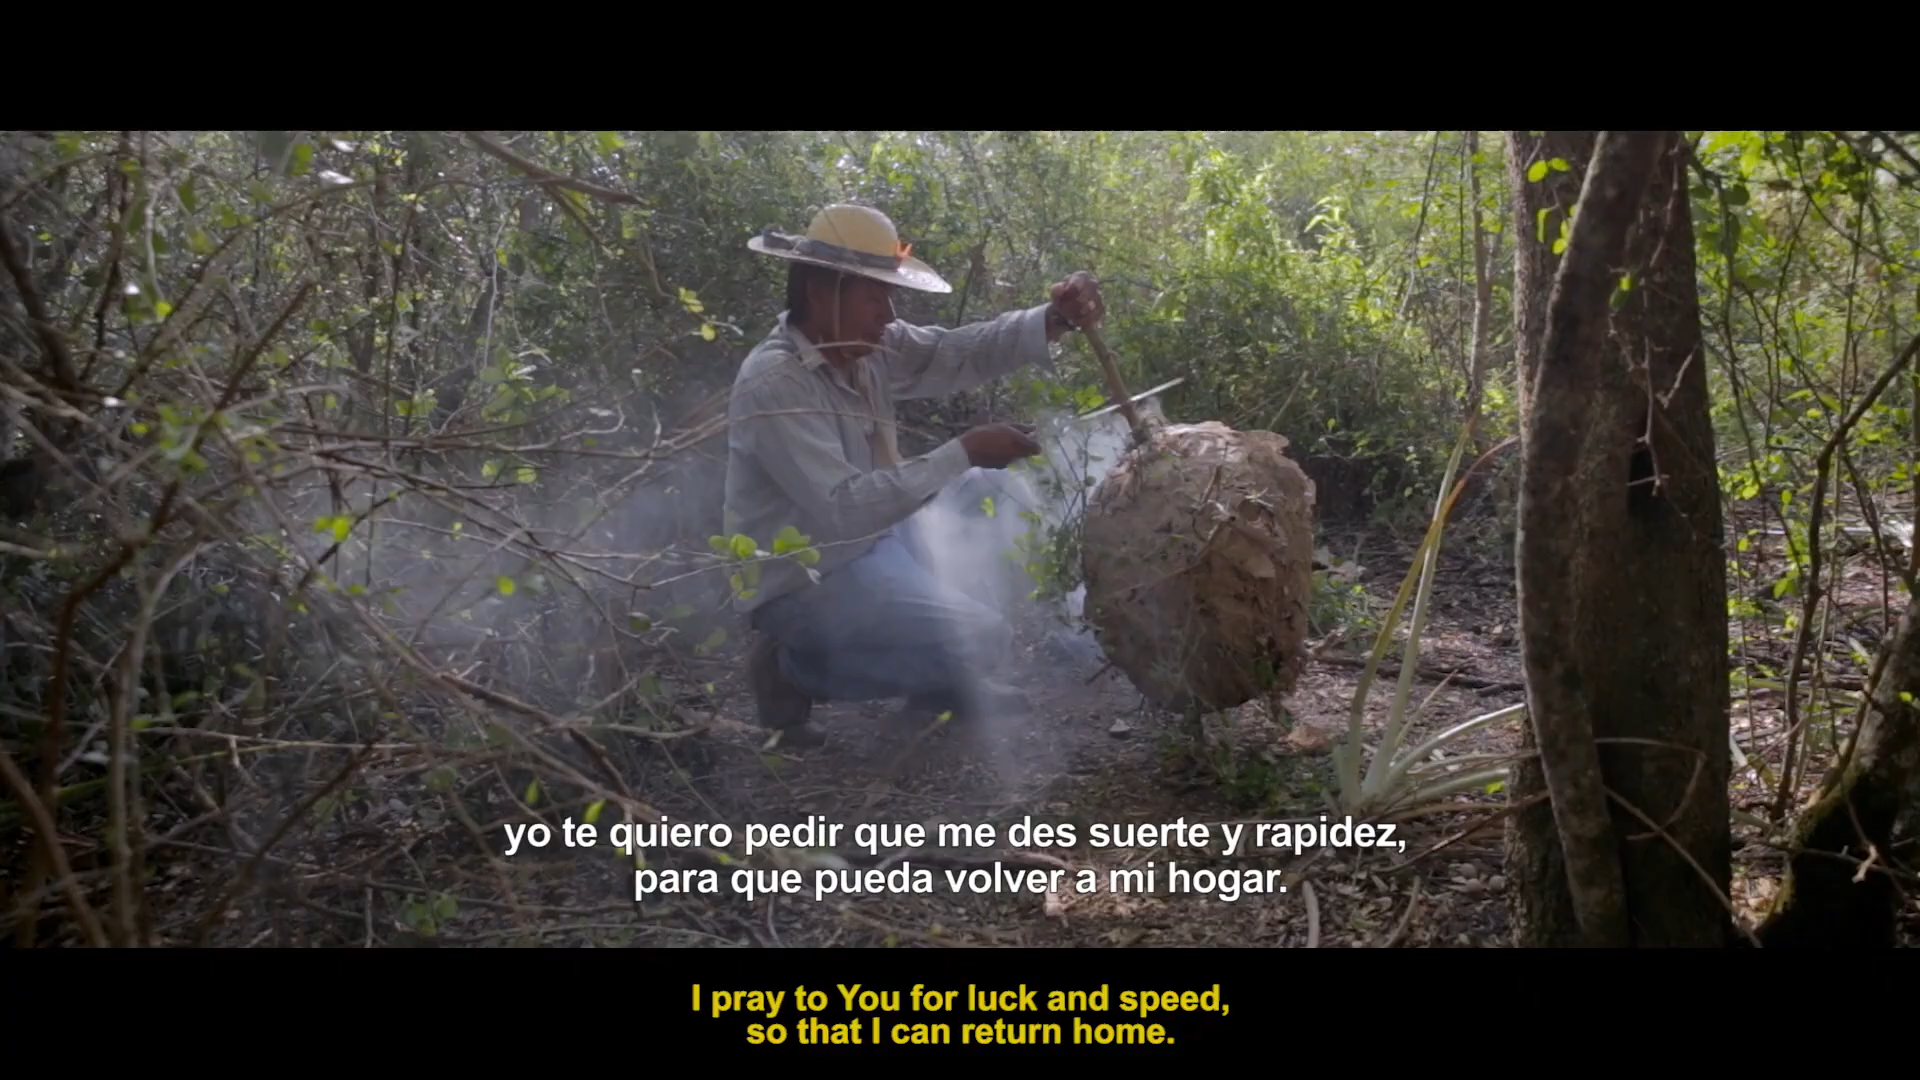 yo te quiero pedir que me des suerte y rapidez,
para que pueda volver a mi hogar.
I pray to You for luck and speed,
so that I can return home.